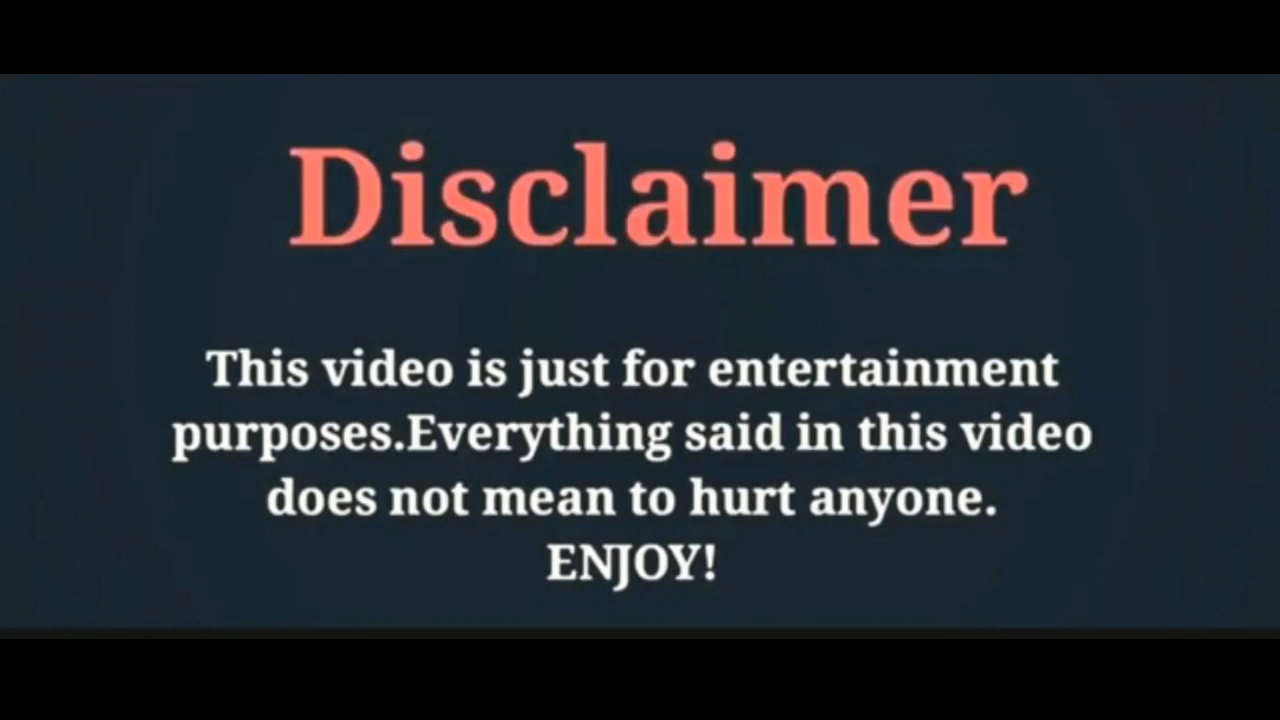 Disclaimer
This video is just for entertainment
purposes.Everything said in this video
does not mean to hurt anyone.
ENJOY!